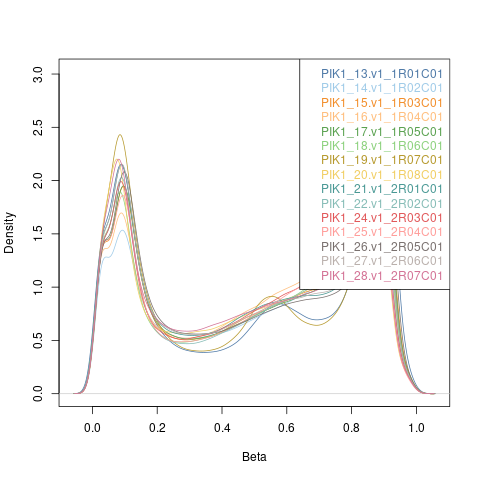 3.0
2.5
2.0
1.5
1.0
0.5
0.0
Density
0.0 0.2 0.4 0.6 0.8 1.0
Beta
PIK1_13.v1_1R01C01
PIK1_14.v1_1R02C01
PIK1_15.v1_1R03C01
PIK1_16.v1_1R04C01
PIK1_17.v1_1R05C01
PIK1_18.v1_1R06C01
PIK1_19.v1_1R07C01
PIK1_20.v1_1R08C01
PIK1_21.v1_2R01C01
PIK1_22.v1_2R02C01
PIK1_24.v1_2R03C01
PIK1_25.v1_2R04C01
PIK1_26.v1_2R05C01
PIK1_27.v1_2R06C01
PIK1_28.v1_2R07C01